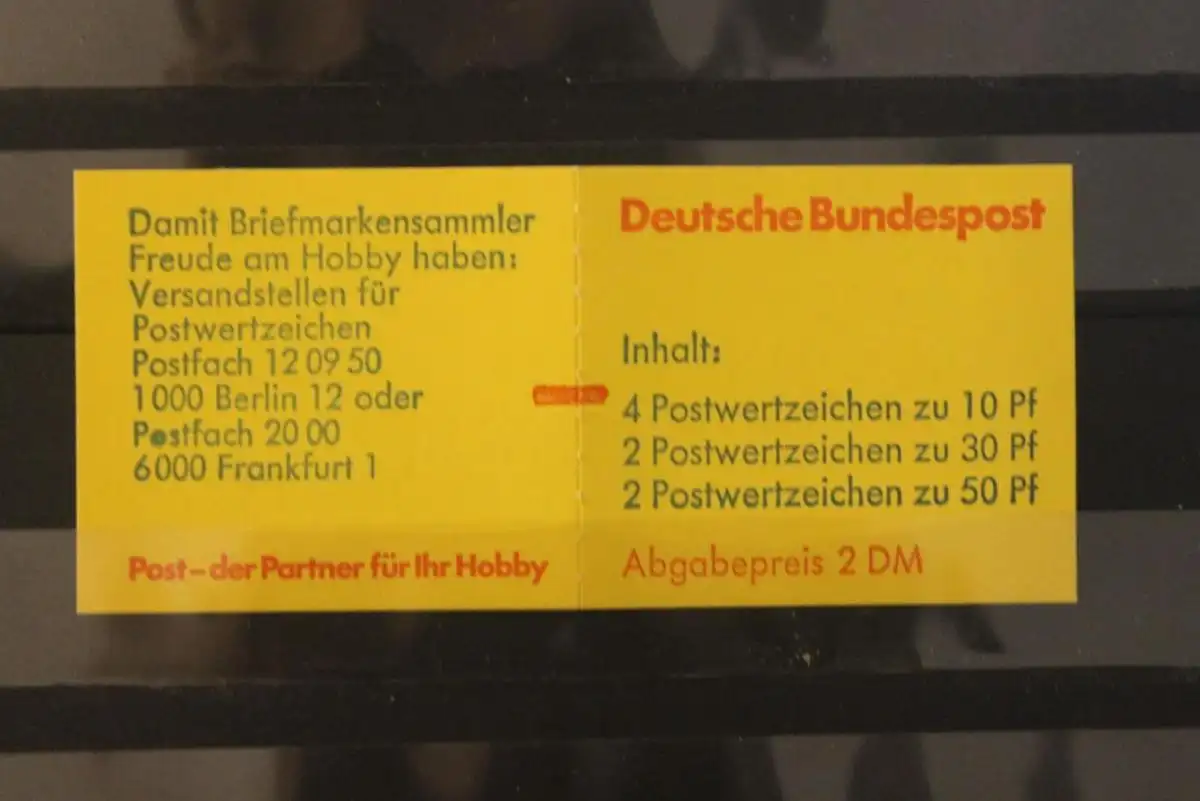 Damit Briefmarkensammler
Freude am Hobby haben:
Versandstellen für
Postwertzeichen
Postfach 12 09 50
1000 Berlin 12 oder
Postfach 20 00
6000 Frankfurt 1
Post – der Partner für Ihr Hobby
Deutsche Bundespost
Inhalt:
4 Postwertzeichen zu 10 Pf
2 Postwertzeichen zu 30 Pf
2 Postwertzeichen zu 50 Pf
Abgabepreis 2 DM